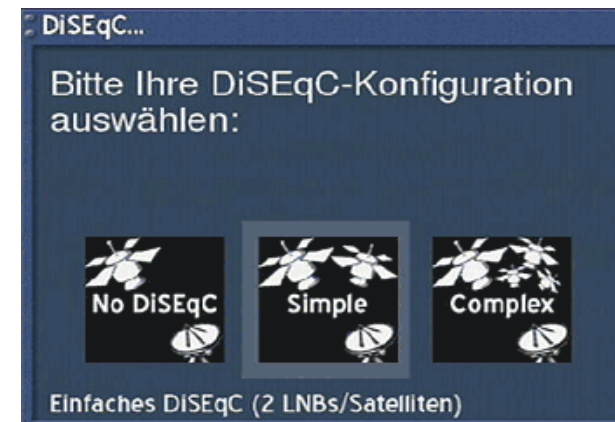 DiSEqC...
Bitte Ihre DiSEqC-Konfiguration
auswählen:
No DiSEqC
Simple
Complex
Einfaches DiSEqC (2 LNBs/Satelliten)